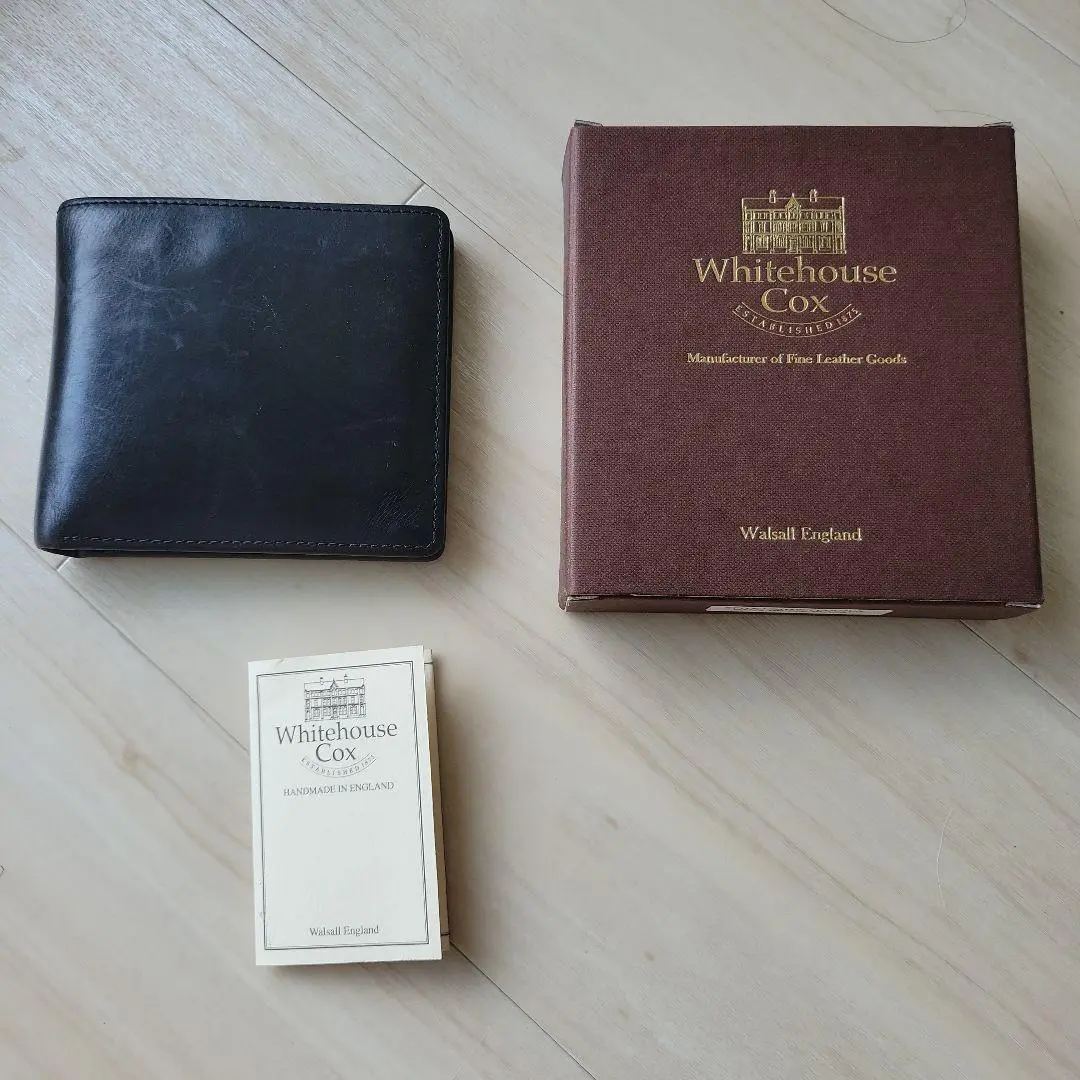 Whitehouse
Cox
ESTABLISHED 1875
Manufacturer of Fine Leather Goods
Walsall England
Whitehouse
Cox
ESTABLISHED 1875
HANDMADE IN ENGLAND
Walsall England